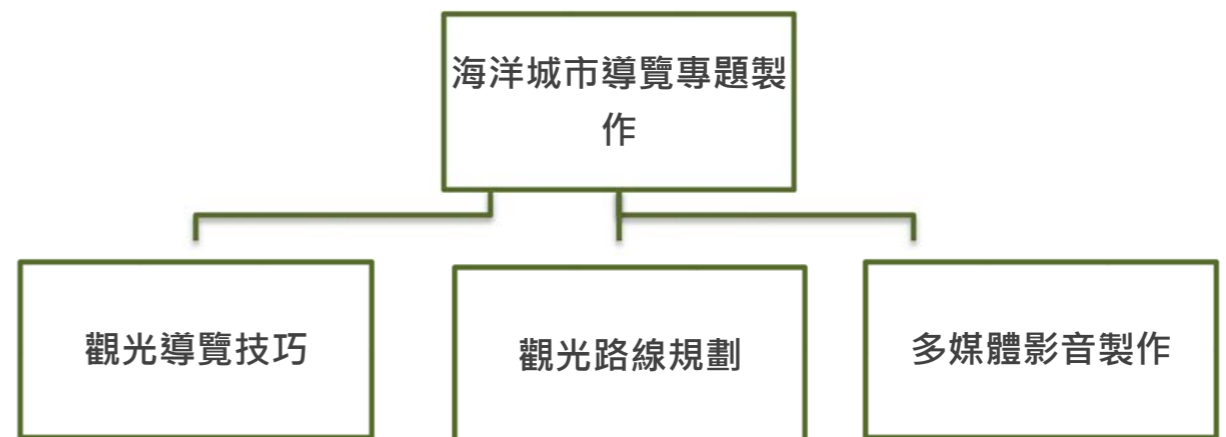 海洋城市導覽專題製
作
觀光導覽技巧
觀光路線規劃
多媒體影音製作